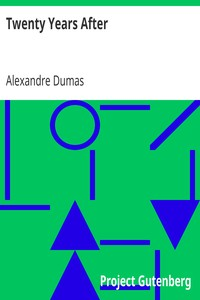 Twenty Years After
Alexandre Dumas
Project Gutenberg